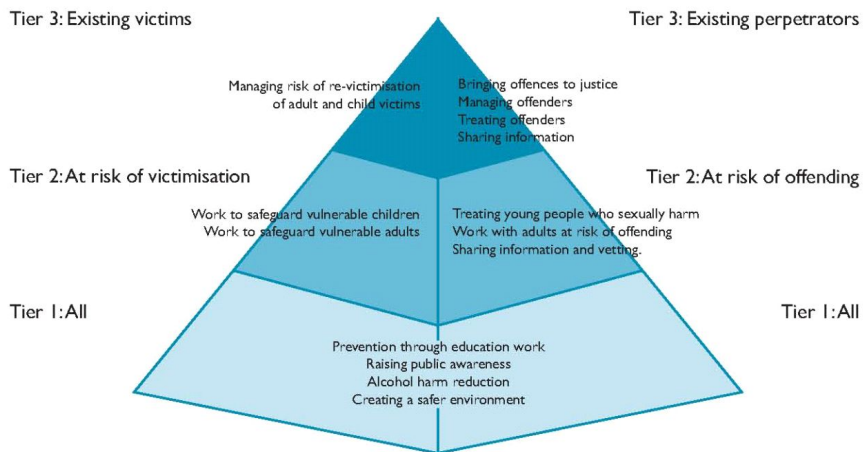 Tier 3: Existing victims
Tier 3: Existing perpetrators
Managing risk of re-victimisation
of adult and child victims
Bringing offences to justice
Managing offenders
Treating offenders
Sharing information
Tier 2: At risk of victimisation
Tier 2: At risk of offending
Work to safeguard vulnerable children
Work to safeguard vulnerable adults
Treating young people who sexually harm
Work with adults at risk of offending
Sharing information and vetting.
Tier 1: All
Tier 1: All
Prevention through education work
Raising public awareness
Alcohol harm reduction
Creating a safer environment